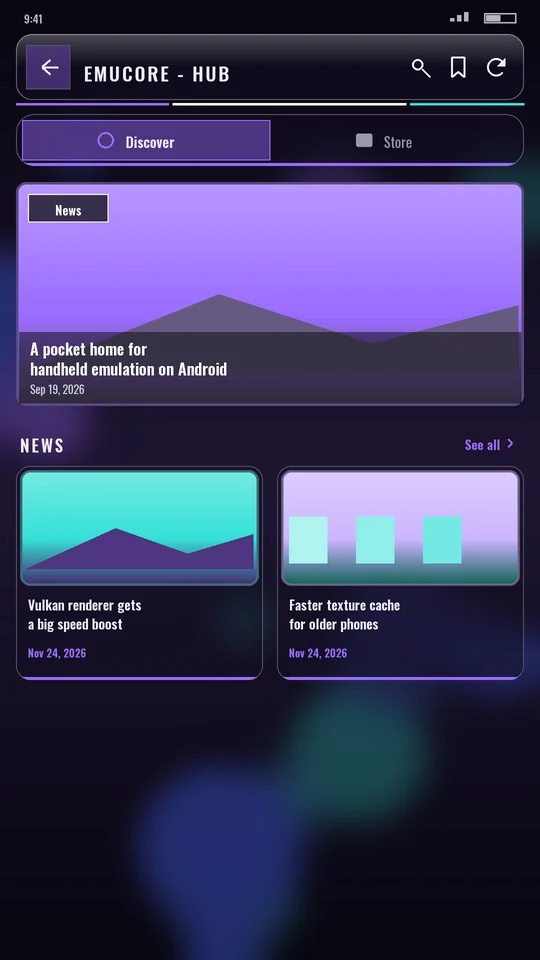 9:41
EMUCORE - HUB
Discover
Store
News
A pocket home for
handheld emulation on Android
Sep 19, 2026
NEWS
See all
Vulkan renderer gets
a big speed boost
Nov 24, 2026
Faster texture cache
for older phones
Nov 24, 2026